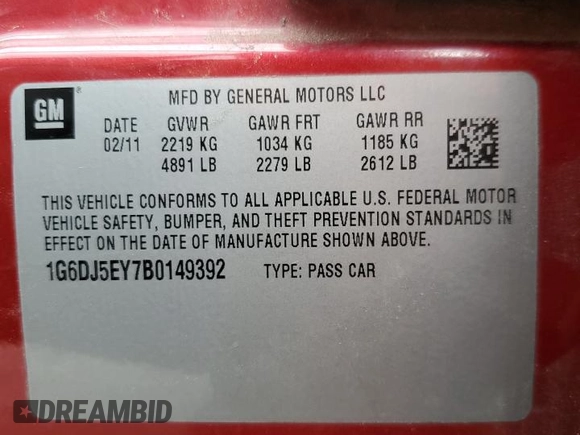 GM
®
MFD BY GENERAL MOTORS LLC
DATE GVWR GAWR FRT GAWR RR
02/11 2219 KG 1034 KG 1185 KG
4891 LB 2279 LB 2612 LB
THIS VEHICLE CONFORMS TO ALL APPLICABLE U.S. FEDERAL MOTOR
VEHICLE SAFETY, BUMPER, AND THEFT PREVENTION STANDARDS IN
EFFECT ON THE DATE OF MANUFACTURE SHOWN ABOVE.
1G6DJ5EY7B0149392 TYPE: PASS CAR
DREAMBID